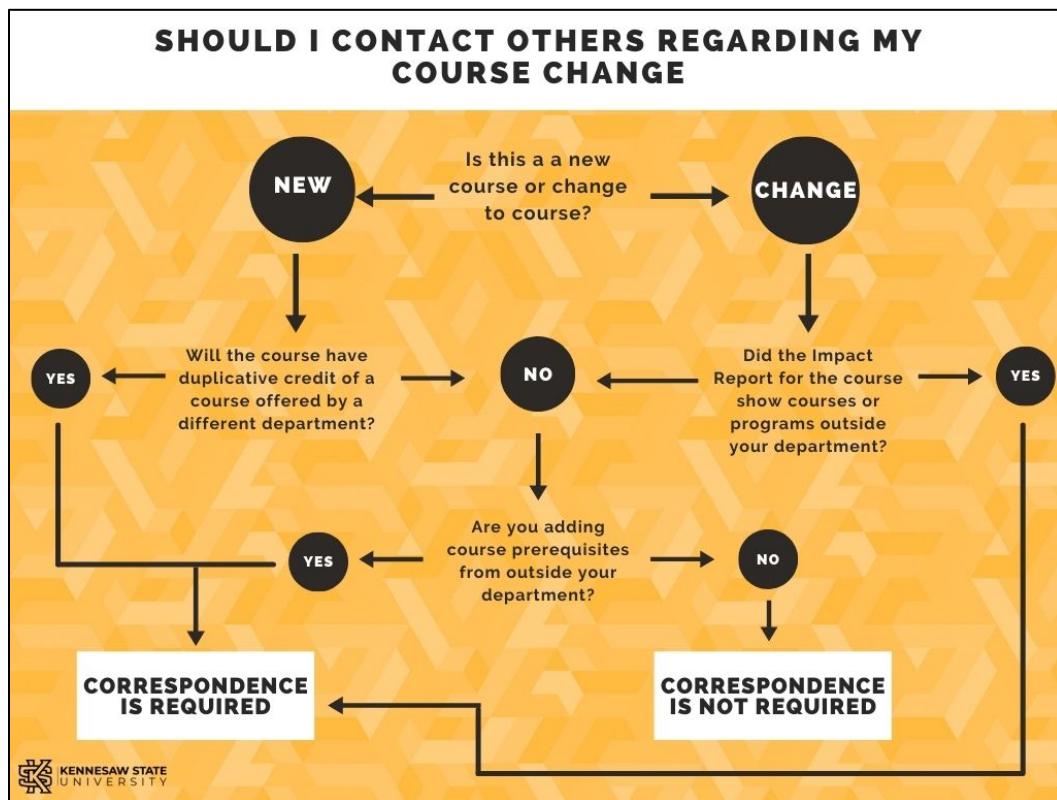 SHOULD I CONTACT OTHERS REGARDING MY
COURSE CHANGE
NEW
Is this a a new
course or change
to course?
CHANGE
YES
Will the course have
duplicative credit of a
course offered by a
different department?
NO
Did the Impact
Report for the course
show courses or
programs outside
your department?
YES
YES
Are you adding
course prerequisites
from outside your
department?
NO
CORRESPONDENCE
IS REQUIRED
CORRESPONDENCE
IS NOT REQUIRED
KENNESAW STATE
UNIVERSITY